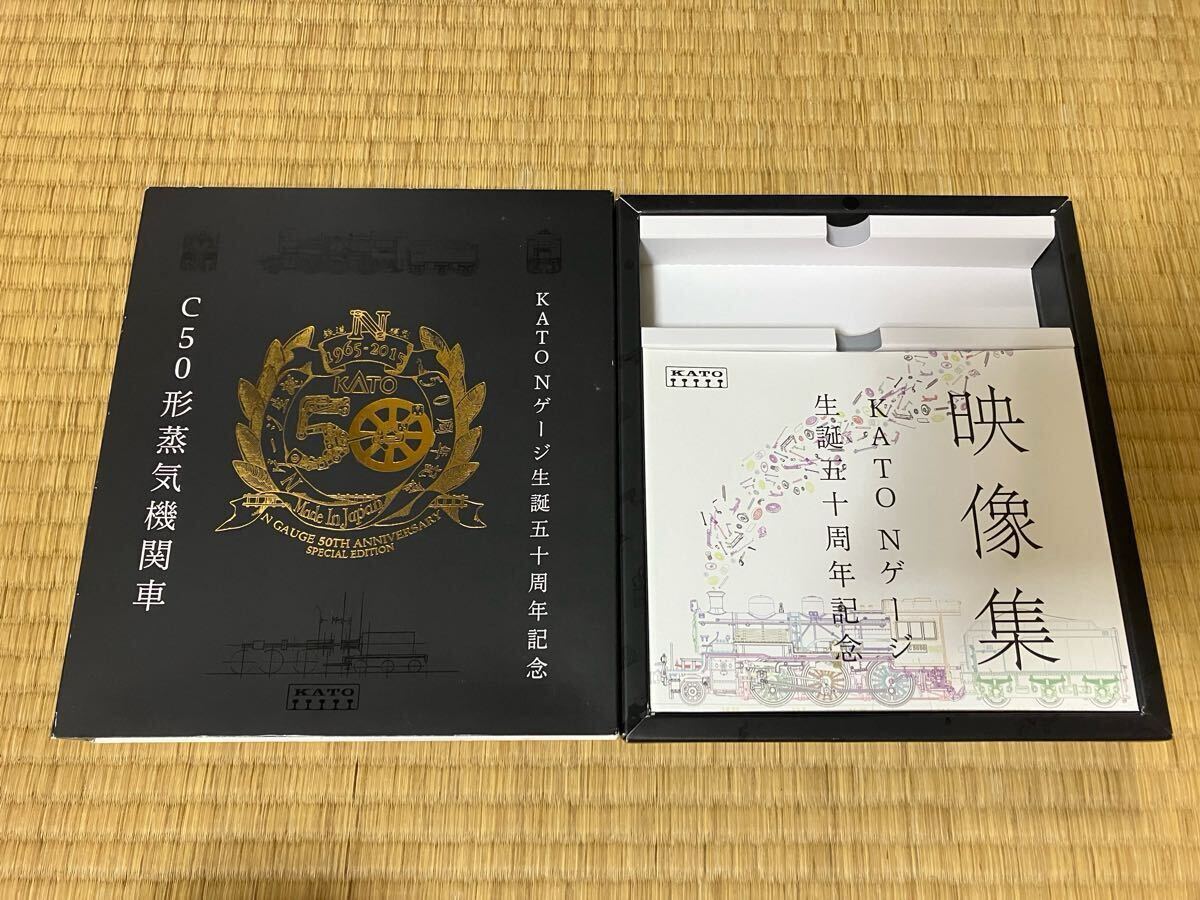 KATO Nゲージ生誕五十周年記念
C50形蒸気機関車
N
1965-2015
KATO
50
Made In Japan
N GAUGE 50TH ANNIVERSARY
SPECIAL EDITION
KATO
KATO
映像集
KATO Nゲージ
生誕五十周年記念